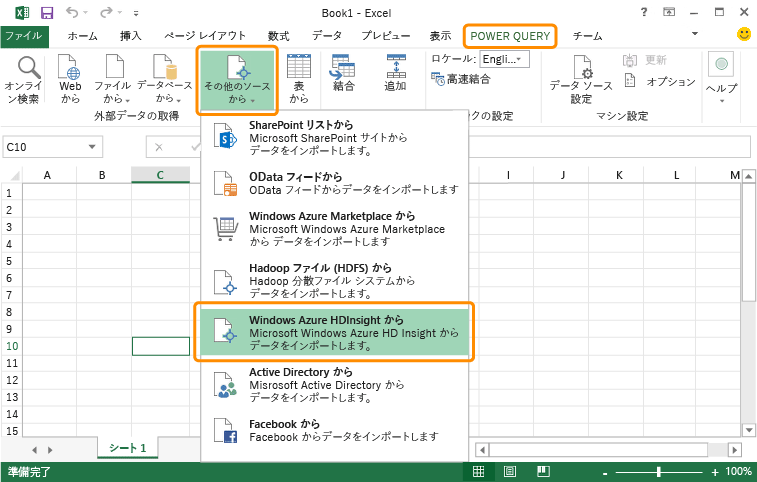 Book1 - Excel
ファイル ホーム 挿入 ページ レイアウト 数式 データ プレビュー 表示 POWER QUERY チーム
オンライン検索
Web から
ファイル から
データベース から
その他のソース から
表 から
結合
追加
ロケール: Engli...
高速結合
データ ソース 設定
更新
オプション
ヘルプ
外部データの取得
クの設定
マシン設定
C10
SharePoint リストから
Microsoft SharePoint サイトから
データをインポートします。
OData フィードから
OData フィードからデータをインポートします
Windows Azure Marketplace から
Microsoft Windows Azure Marketplace
から データをインポートします
Hadoop ファイル (HDFS) から
Hadoop 分散ファイル システムから
データをインポートします。
Windows Azure HDInsight から
Microsoft Windows Azure HD Insight から
データをインポートします。
Active Directory から
Microsoft Active Directory から
データをインポートします。
Facebook から
Facebook からデータをインポートします
A B C I J K L M
1
2
3
4
5
6
7
8
9
10
11
12
13
14
15
シート 1
準備完了
100%